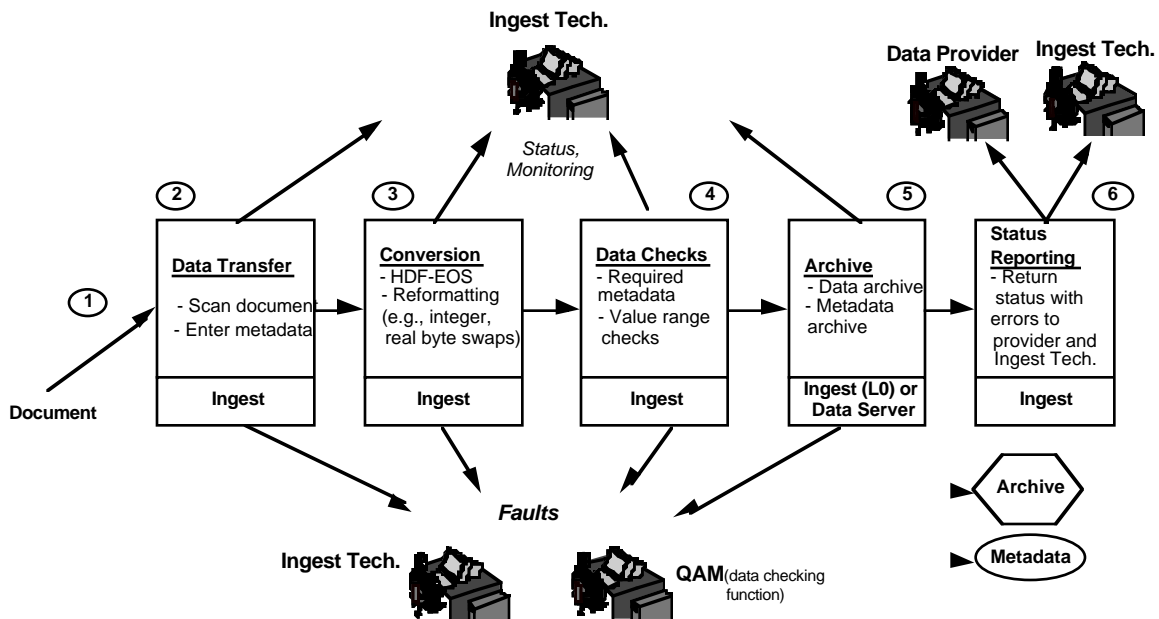 Ingest Tech.
Data Provider
Ingest Tech.
Status,
Monitoring
1
Document
2
Data Transfer
- Scan document
- Enter metadata
Ingest
3
Conversion
- HDF-EOS
- Reformatting
(e.g., integer,
real byte swaps)
Ingest
4
Data Checks
- Required
metadata
- Value range
checks
Ingest
5
Archive
- Data archive
- Metadata
archive
Ingest (L0) or
Data Server
6
Status
Reporting
- Return
status with
errors to
provider and
Ingest Tech.
Ingest
Faults
Ingest Tech.
QAM(data checking
function)
Archive
Metadata